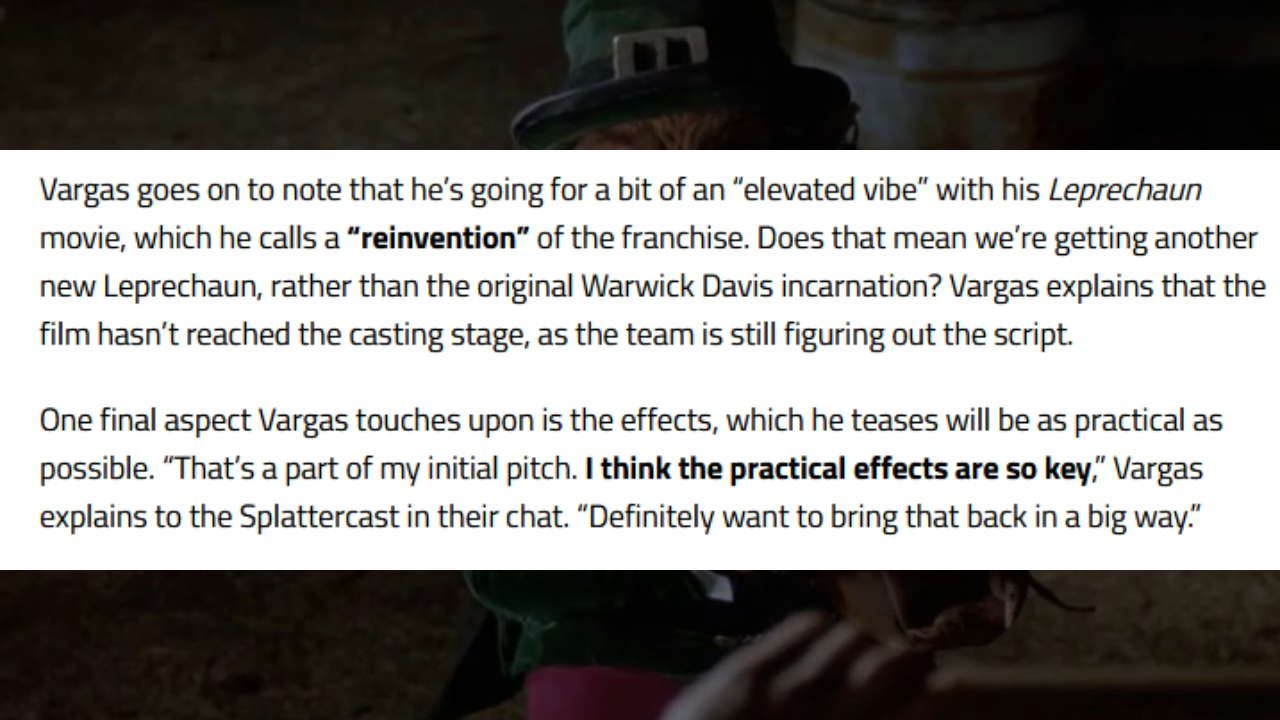 Vargas goes on to note that he’s going for a bit of an “elevated vibe” with his Leprechaun
movie, which he calls a “reinvention” of the franchise. Does that mean we’re getting another
new Leprechaun, rather than the original Warwick Davis incarnation? Vargas explains that the
film hasn’t reached the casting stage, as the team is still figuring out the script.
One final aspect Vargas touches upon is the effects, which he teases will be as practical as
possible. “That’s a part of my initial pitch. I think the practical effects are so key,” Vargas
explains to the Splattercast in their chat. “Definitely want to bring that back in a big way.”